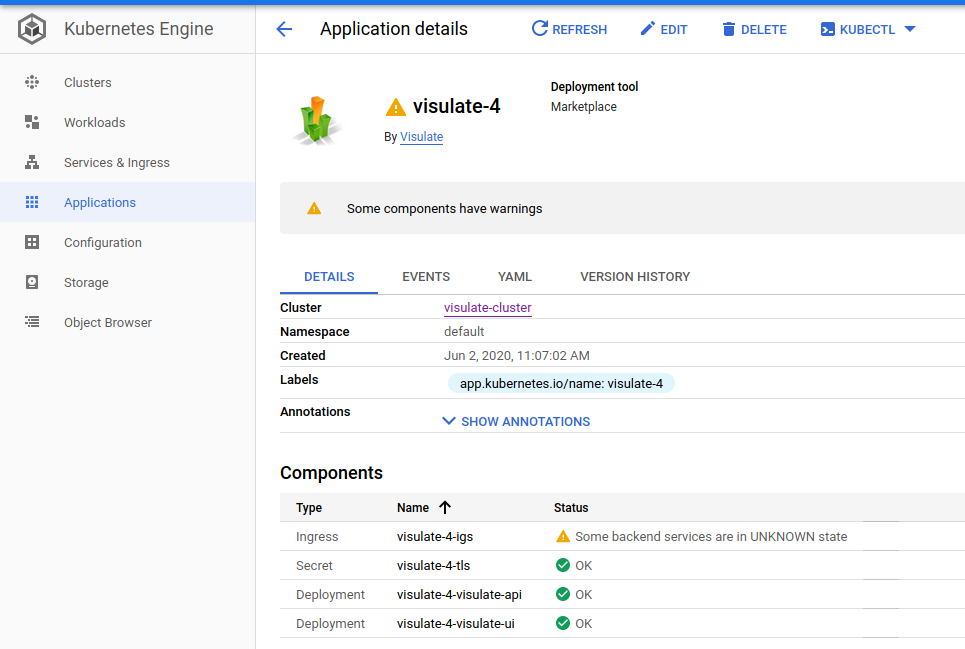 Kubernetes Engine
Application details
REFRESH
EDIT
DELETE
KUBECTL
Clusters
Workloads
Services & Ingress
Applications
Configuration
Storage
Object Browser
visulate-4
By Visulate
Deployment tool
Marketplace
Some components have warnings
DETAILS EVENTS YAML VERSION HISTORY
Cluster visulate-cluster
Namespace default
Created Jun 2, 2020, 11:07:02 AM
Labels app.kubernetes.io/name: visulate-4
Annotations SHOW ANNOTATIONS
Components
Type Name Status
Ingress visulate-4-igs Some backend services are in UNKNOWN state
Secret visulate-4-tls OK
Deployment visulate-4-visulate-api OK
Deployment visulate-4-visulate-ui OK